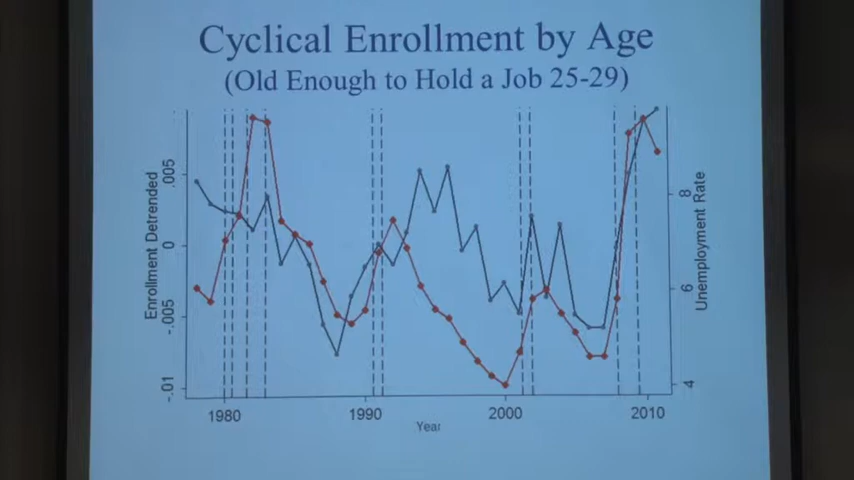 Cyclical Enrollment by Age
(Old Enough to Hold a Job 25-29)
Enrollment Detrended
.005
0
-.005
-.01
8
6
4
Unemployment Rate
1980
1990
2000
2010
Year